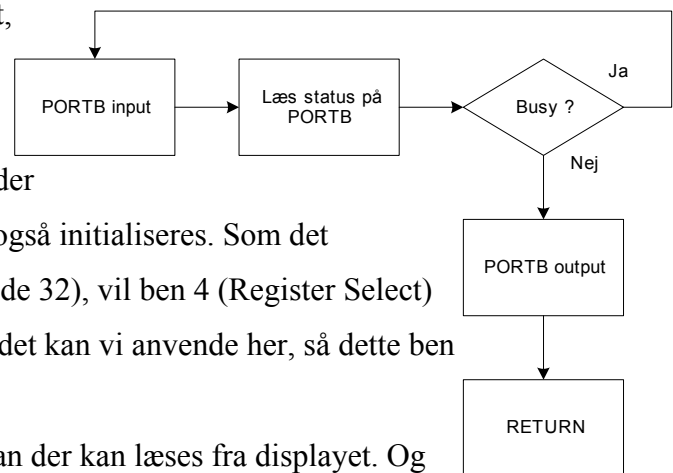 t,
Ja
PORTB input
Læs status på
PORTB
Busy ?
Nej
der
også initialiseres. Som det
de 32), vil ben 4 (Register Select)
PORTB output
det kan vi anvende her, så dette ben
RETURN
an der kan læses fra displayet. Og